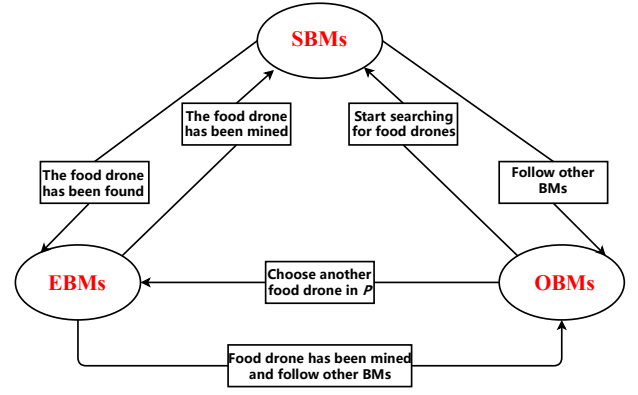 SBMs
The food drone
has been mined
Start searching
for food drones
The food drone
has been found
Follow other
BMs
EBMs
Choose another
food drone in P
OBMs
Food drone has been mined
and follow other BMs